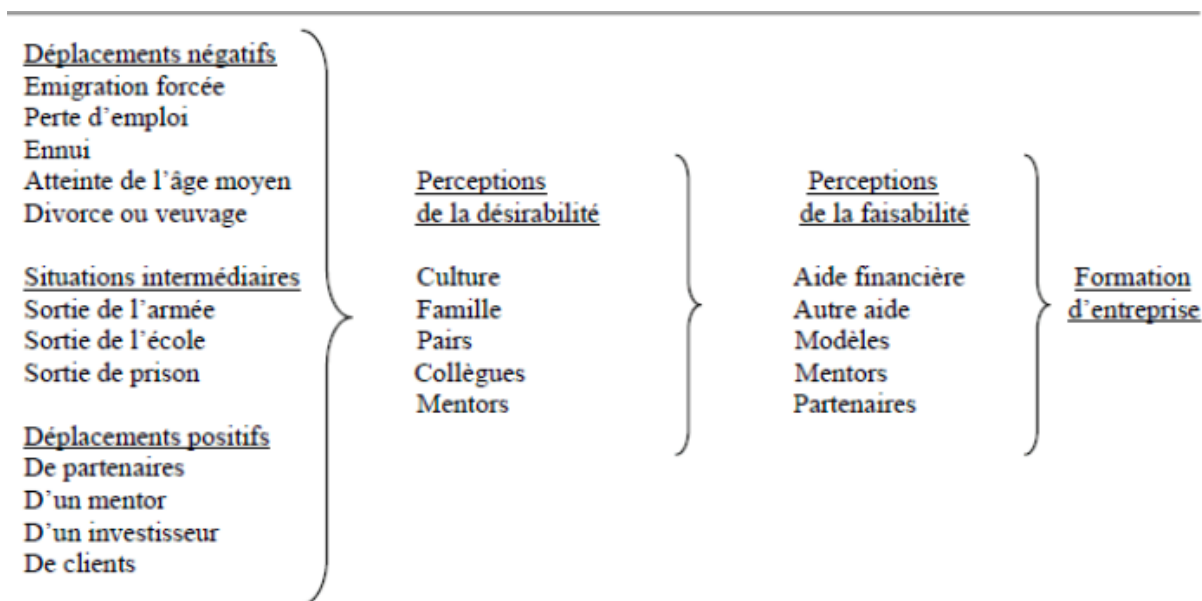 Déplacements négatifs
Emigration forcée
Perte d’emploi
Ennui
Atteinte de l’âge moyen
Divorce ou veuvage
Situations intermédiaires
Sortie de l’armée
Sortie de l’école
Sortie de prison
Déplacements positifs
De partenaires
D’un mentor
D’un investisseur
De clients
Perceptions
de la désirabilité
Culture
Famille
Pairs
Collègues
Mentors
Perceptions
de la faisabilité
Aide financière
Autre aide
Modèles
Mentors
Partenaires
Formation
d’entreprise